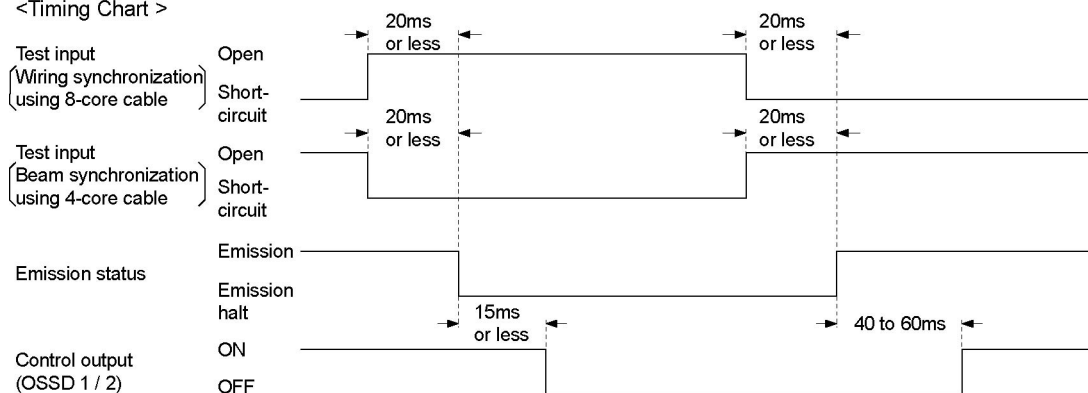 <Timing Chart >
20ms
or less
20ms
or less
Test input
Wiring synchronization
using 8-core cable
Open
Short-
circuit
20ms
or less
20ms
or less
Test input
Beam synchronization
using 4-core cable
Open
Short-
circuit
Emission status
Emission
Emission
halt
15ms
or less
40 to 60ms
Control output
(OSSD 1 / 2)
ON
OFF